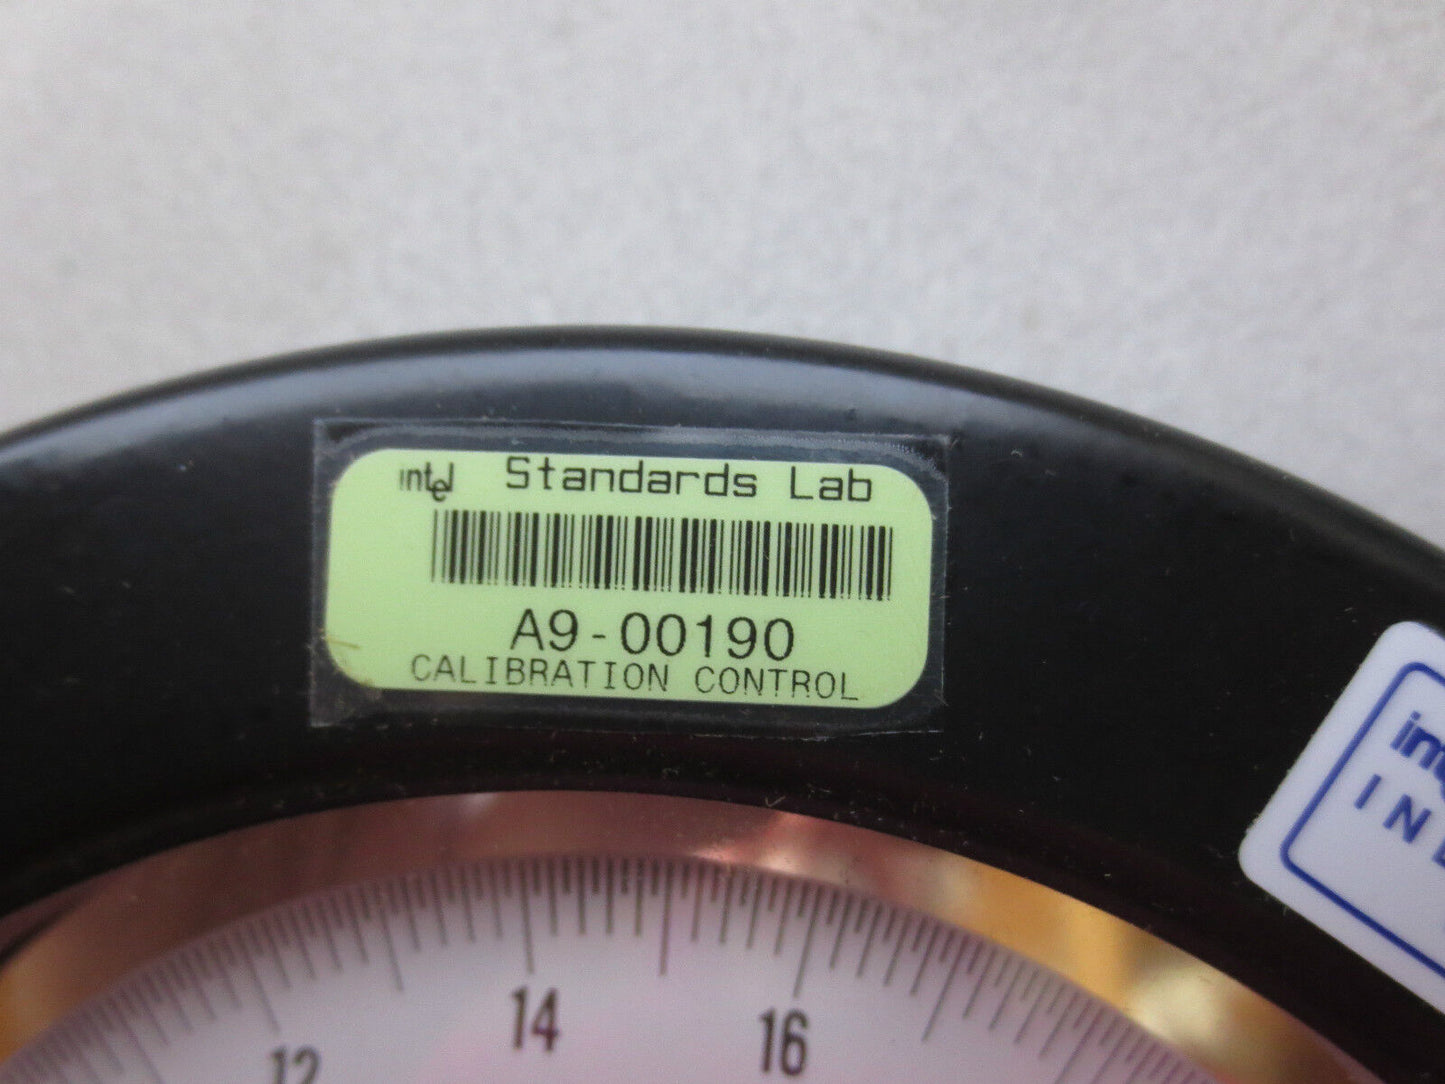 intel Standards Lab
A9-00190
CALIBRATION CONTROL
12
14
16